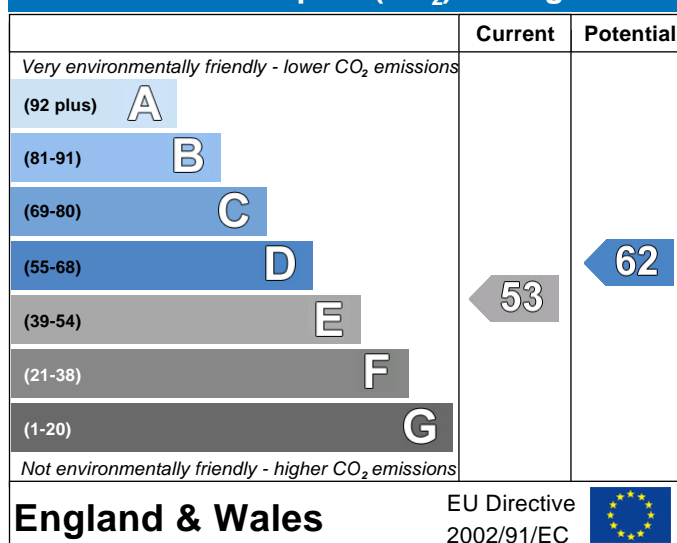 Current Potential
Very environmentally friendly - lower CO₂ emissions
(92 plus) A
(81-91) B
(69-80) C
(55-68) D
62
(39-54) E
53
(21-38) F
(1-20) G
Not environmentally friendly - higher CO₂ emissions
England & Wales
EU Directive
2002/91/EC